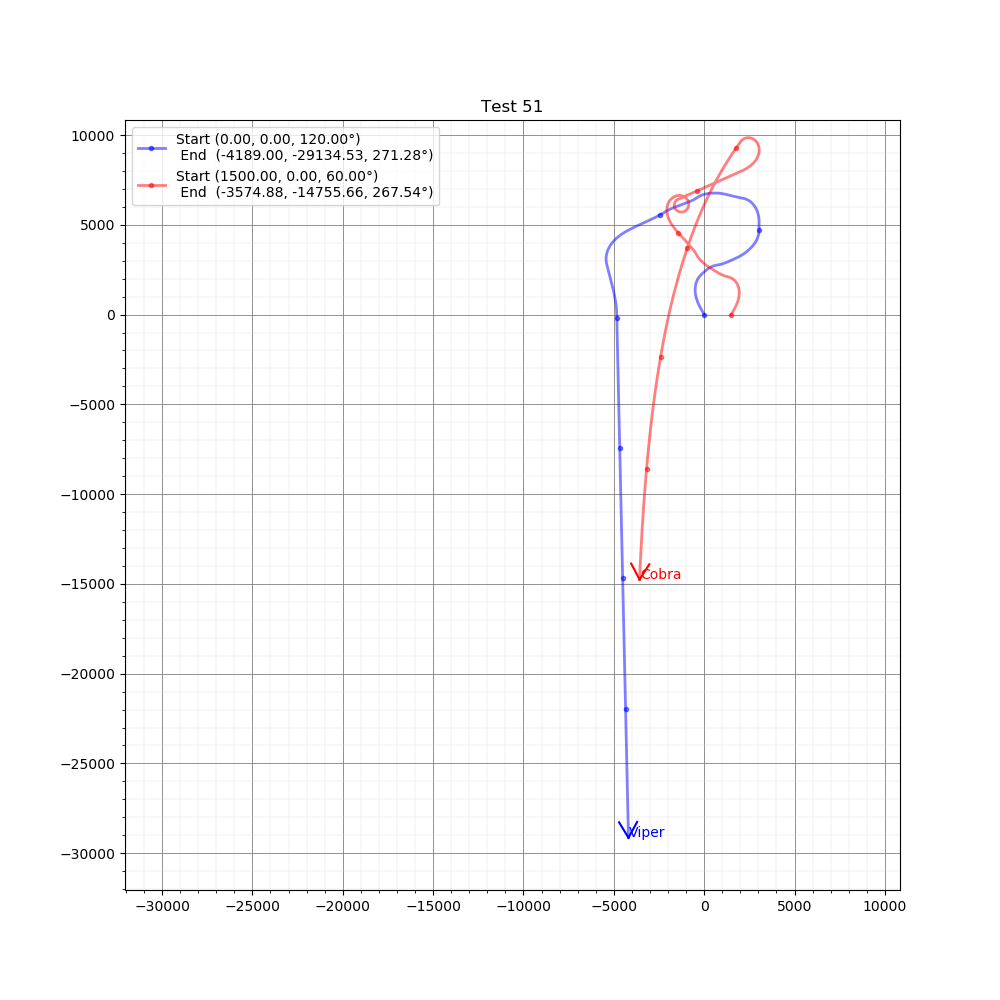 Test 51
Start (0.00, 0.00, 120.00°)
End (-4189.00, -29134.53, 271.28°)
Start (1500.00, 0.00, 60.00°)
End (-3574.88, -14755.66, 267.54°)
10000
5000
0
−5000
−10000
−15000
−20000
−25000
−30000
Cobra
Viper
−30000 −25000 −20000 −15000 −10000 −5000 0 5000 10000